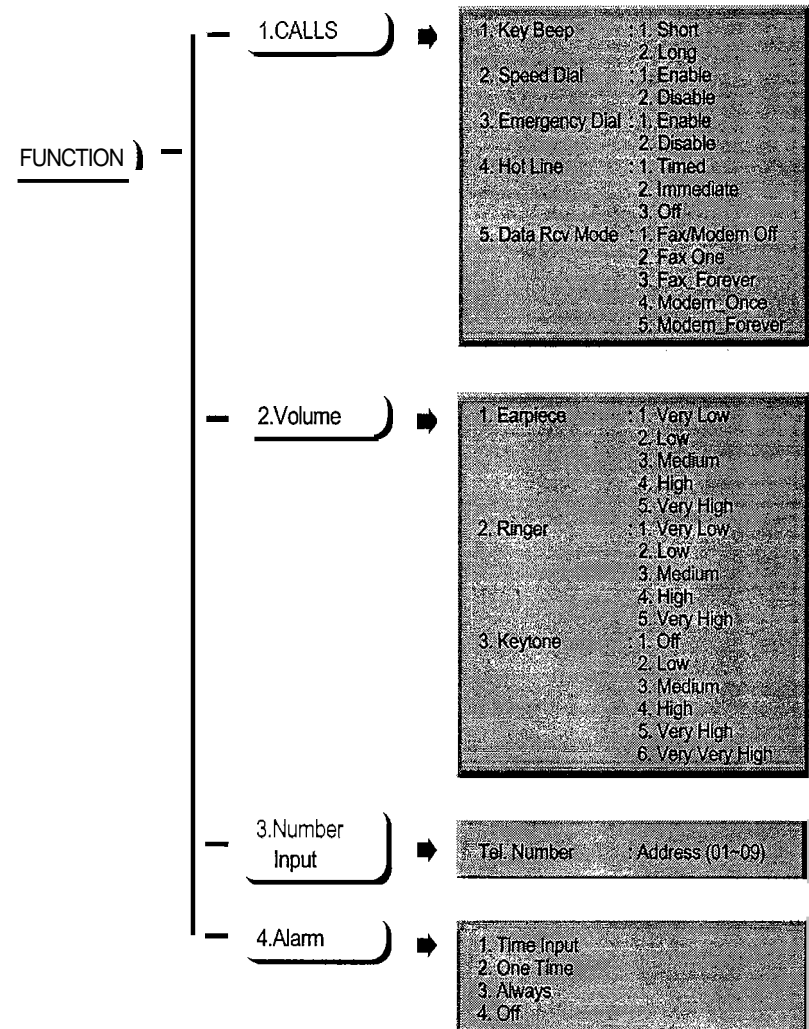 FUNCTION
1.CALLS
1. Key Beep : 1. Short
2. Long
2. Speed Dial : 1. Enable
2. Disable
3. Emergency Dial : 1. Enable
2. Disable
4. Hot Line : 1. Timed
2. Immediate
3. Off
5. Data Rcv Mode : 1. Fax/Modem Off
2. Fax One
3. Fax_Forever
4. Modem_Once
5. Modem_Forever
2.Volume
1. Earpiece : 1. Very Low
2. Low
3. Medium
4. High
5. Very High
2. Ringer : 1. Very Low
2. Low
3. Medium
4. High
5. Very High
3. Keytone : 1. Off
2. Low
3. Medium
4. High
5. Very High
6. Very Very High
3.Number
Input
Tel. Number : Address (01~09)
4.Alarm
1. Time Input
2. One Time
3. Always
4. Off